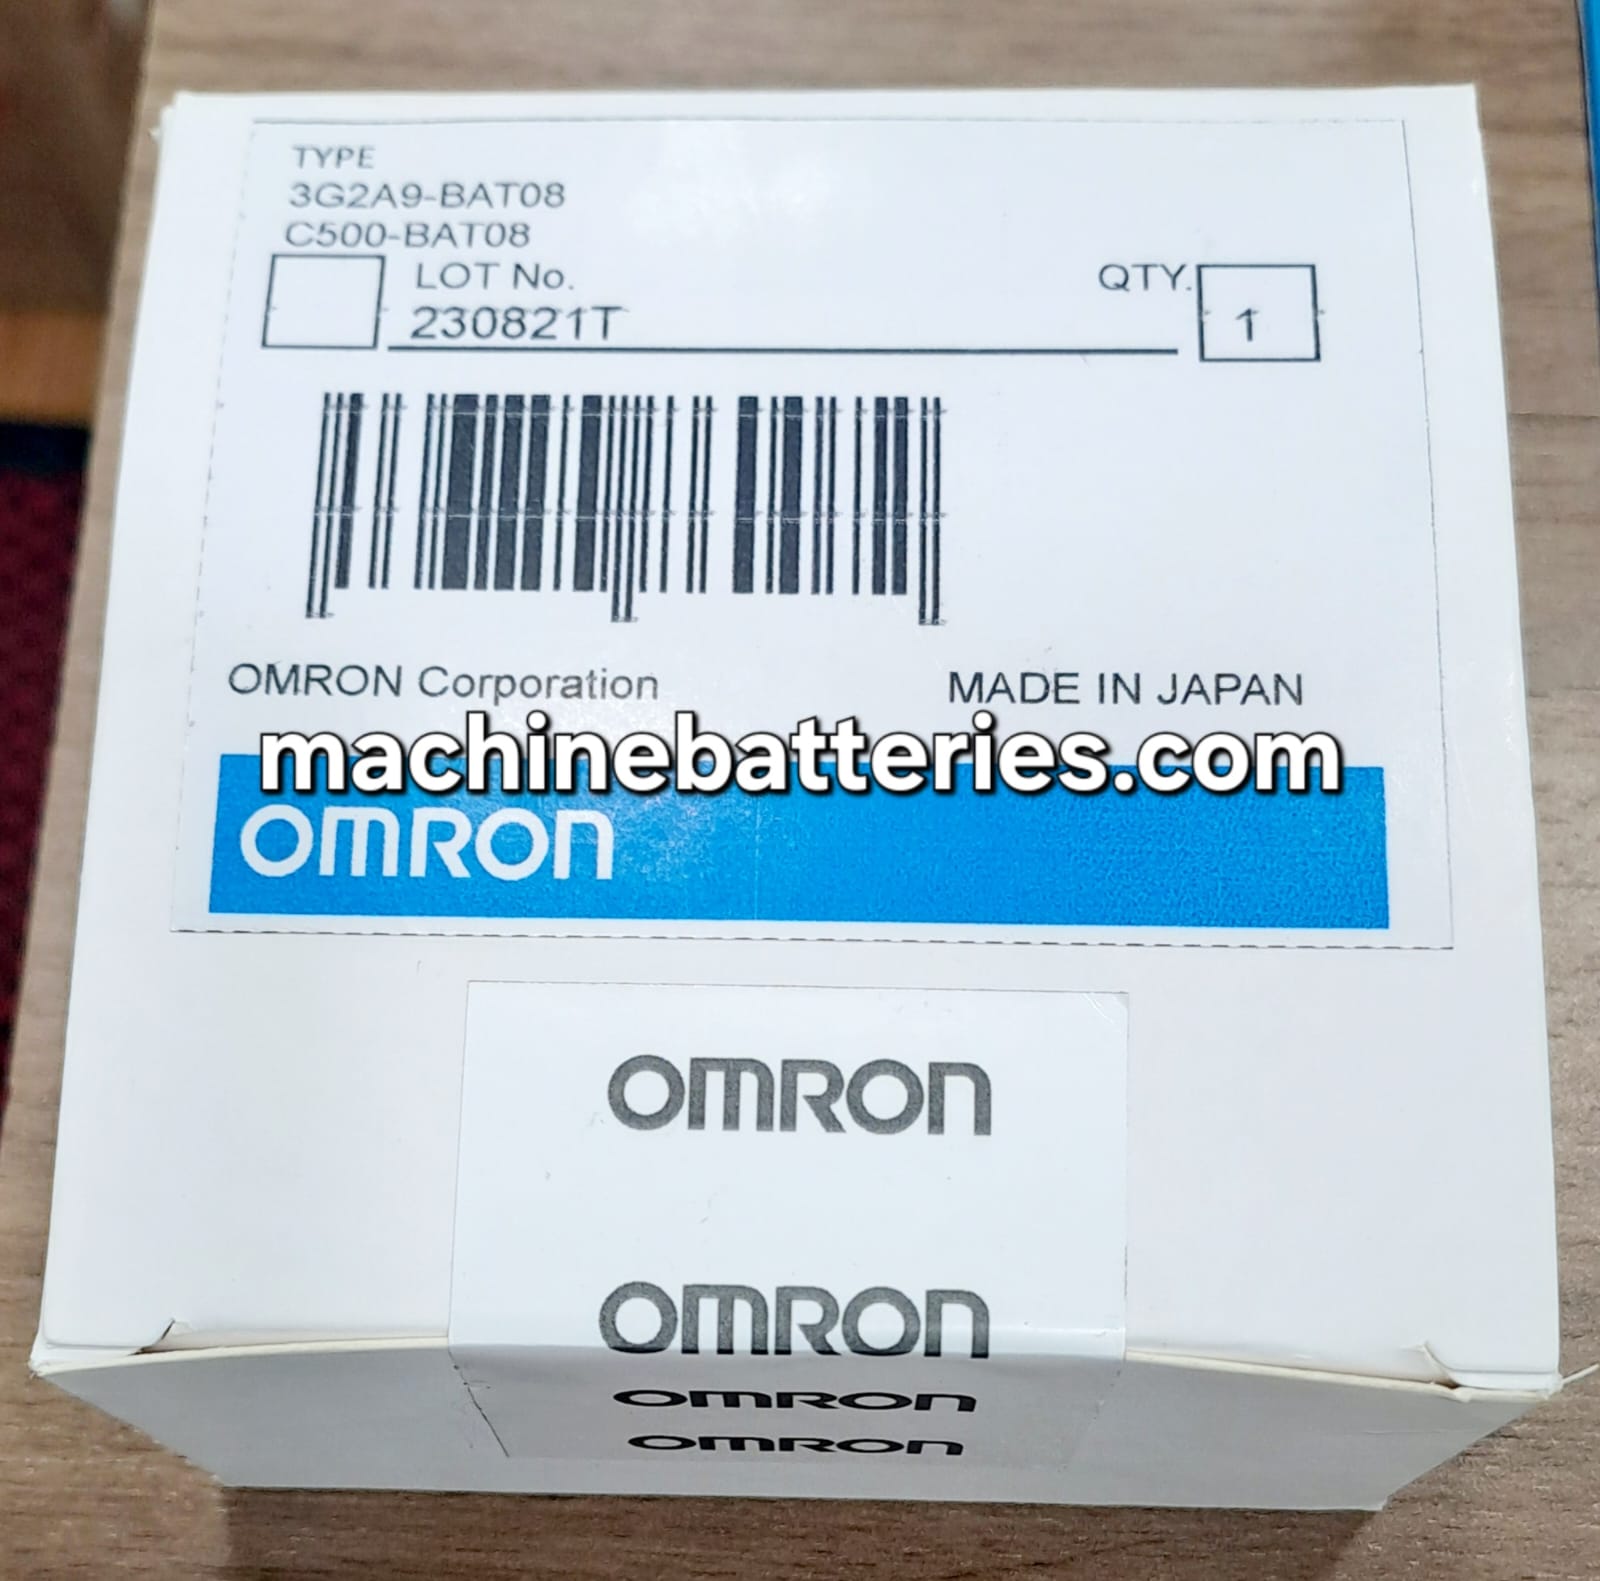 TYPE
3G2A9-BAT08
C500-BAT08
LOT No.
230821T
QTY.
1
OMRON Corporation
MADE IN JAPAN
machinebatteries.com
OMRON
OMRON
OMRON
OMRON
OMRON